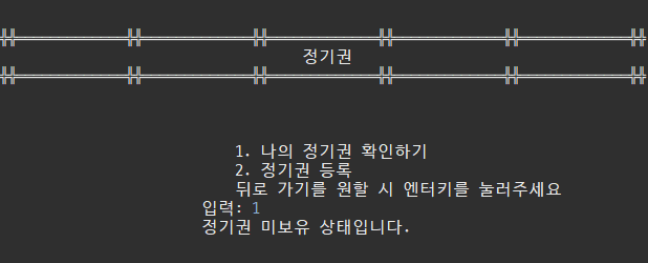 정기권
1. 나의 정기권 확인하기
2. 정기권 등록
뒤로 가기를 원할 시 엔터키를 눌러주세요
입력: 1
정기권 미보유 상태입니다.